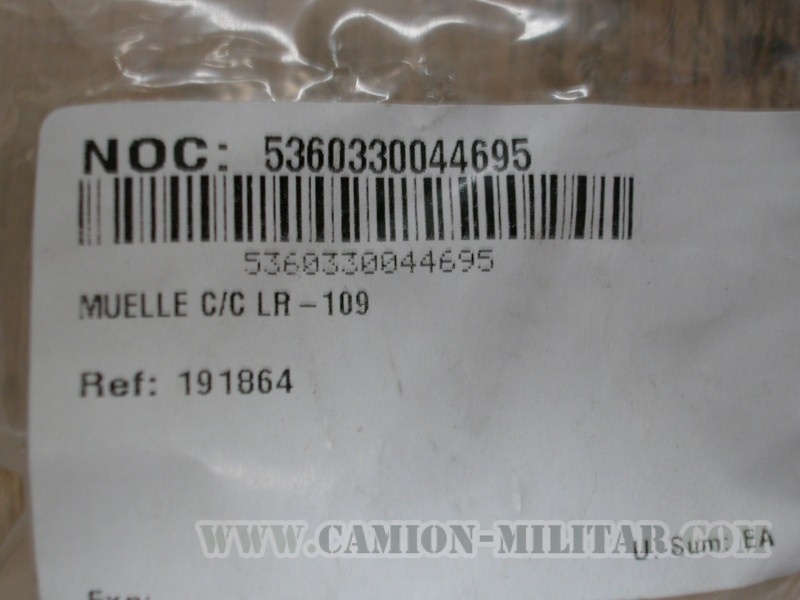 NOC: 5360330044695
5360330044695
MUELLE C/C LR-109
Ref: 191864
WWW.CAMION-MILITAR.COM
U. Sum: EA